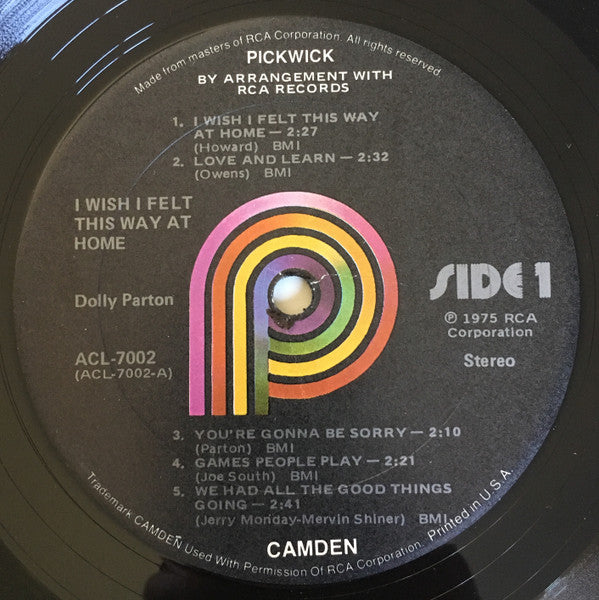 Made from masters of RCA Corporation. All rights reserved.
PICKWICK
BY ARRANGEMENT WITH
RCA RECORDS
1. I WISH I FELT THIS WAY
AT HOME — 2:27
(Howard) BMI
2. LOVE AND LEARN — 2:32
(Owens) BMI
I WISH I FELT
THIS WAY AT
HOME
Dolly Parton
ACL-7002
(ACL-7002-A)
SIDE 1
℗ 1975 RCA
Corporation
Stereo
3. YOU'RE GONNA BE SORRY — 2:10
(Parton) BMI
4. GAMES PEOPLE PLAY — 2:21
(Joe South) BMI
5. WE HAD ALL THE GOOD THINGS
GOING — 2:41
(Jerry Monday-Mervin Shiner) BMI
Trademark CAMDEN Used With Permission Of RCA Corporation. Printed in U.S.A.
CAMDEN